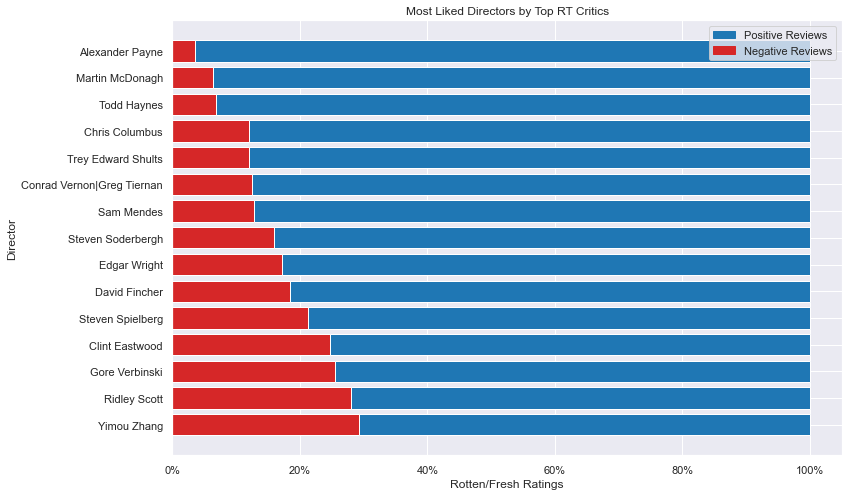 Most Liked Directors by Top RT Critics
Positive Reviews
Negative Reviews
Alexander Payne
Martin McDonagh
Todd Haynes
Chris Columbus
Trey Edward Shults
Conrad Vernon|Greg Tiernan
Sam Mendes
Steven Soderbergh
Edgar Wright
David Fincher
Steven Spielberg
Clint Eastwood
Gore Verbinski
Ridley Scott
Yimou Zhang
Director
0% 20% 40% 60% 80% 100%
Rotten/Fresh Ratings